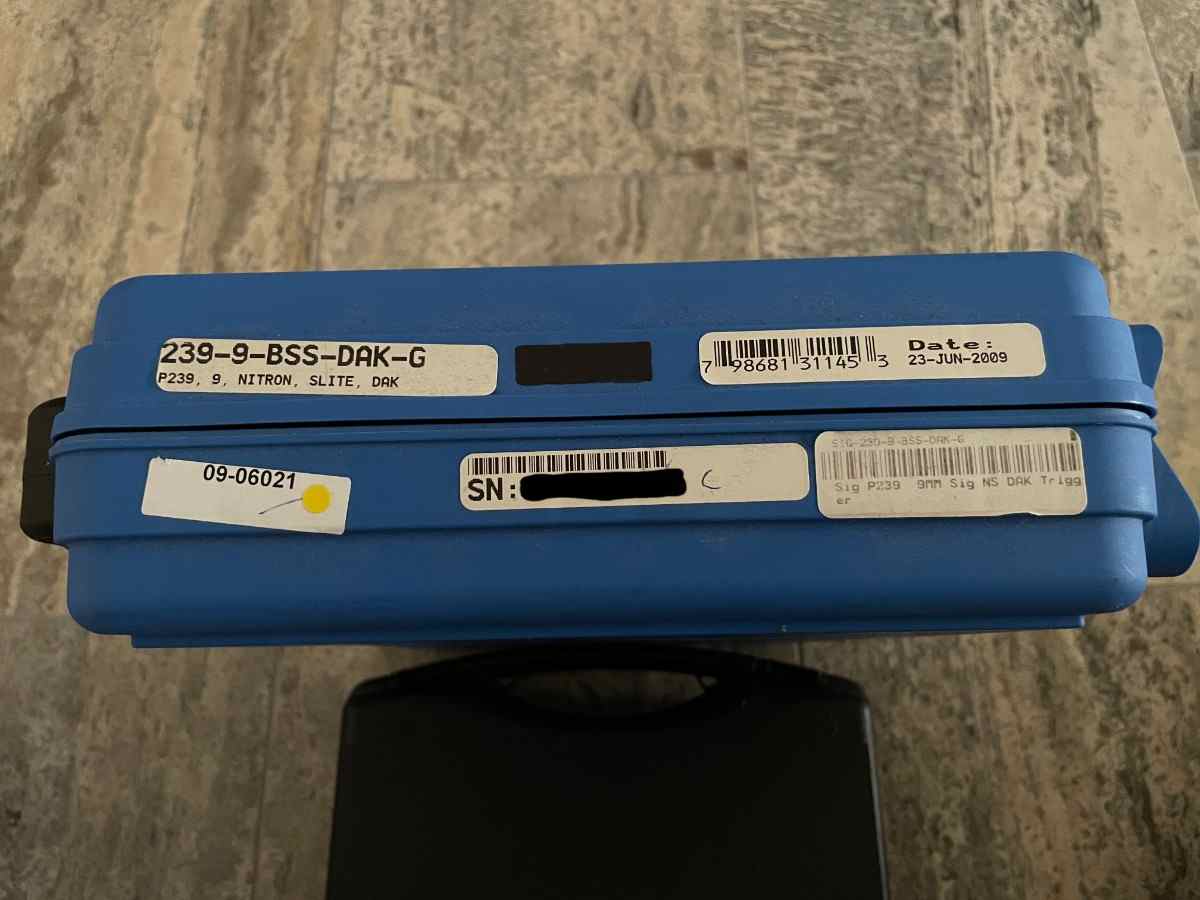 239-9-BSS-DAK-G
P239, 9, NITRON, SLITE, DAK
7 98681 31145 3
Date:
23-JUN-2009
09-06021
SN:
C
SIG-239-9-BSS-DAK-G
Sig P239 9MM Sig NS DAK Trigg
er